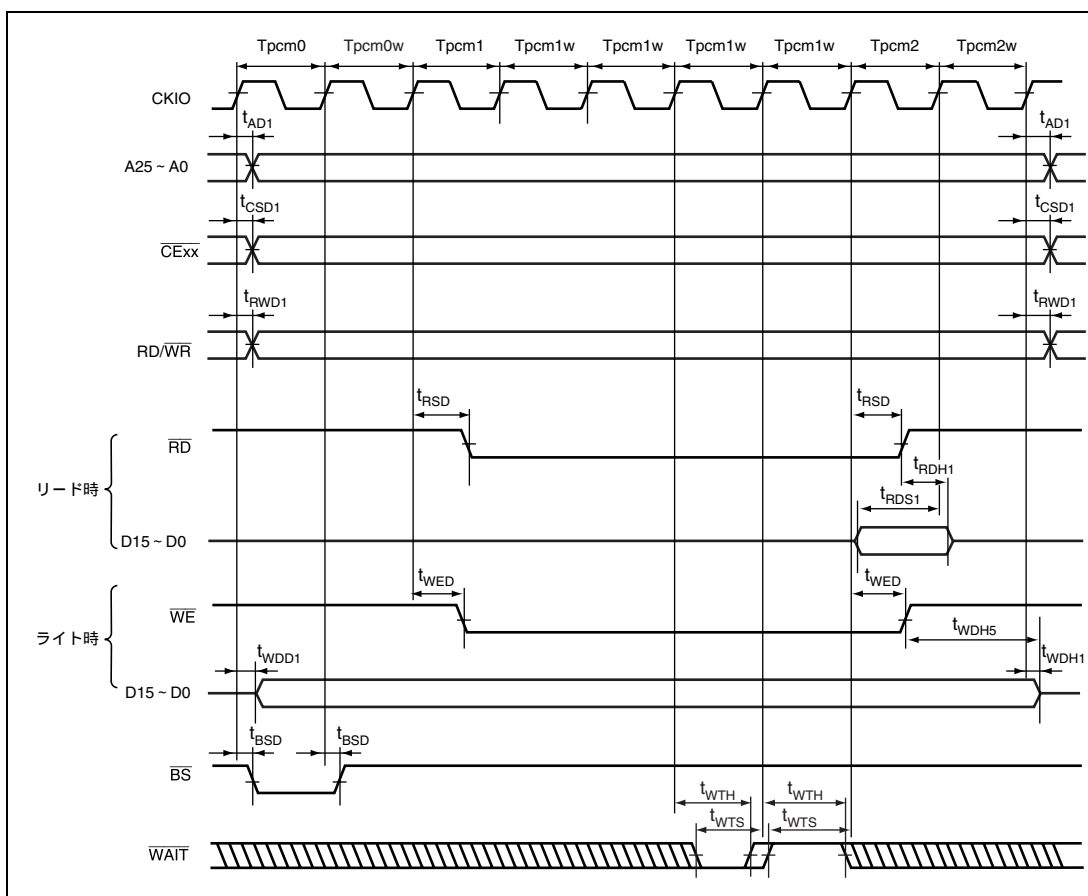 Tpcm0 Tpcm0w Tpcm1 Tpcm1w Tpcm1w Tpcm1w Tpcm1w Tpcm2 Tpcm2w
CKIO
tAD1 tAD1
A25 ~ A0
tCSD1 tCSD1
CExx
tRWD1 tRWD1
RD/WR
tRSD tRSD
RD
tRDH1
リード時
tRDS1
D15 ~ D0
tWED tWED
WE
tWDH5
ライト時
tWDD1 tWDH1
D15 ~ D0
tBSD tBSD
BS
tWTH tWTH
tWTS tWTS
WAIT